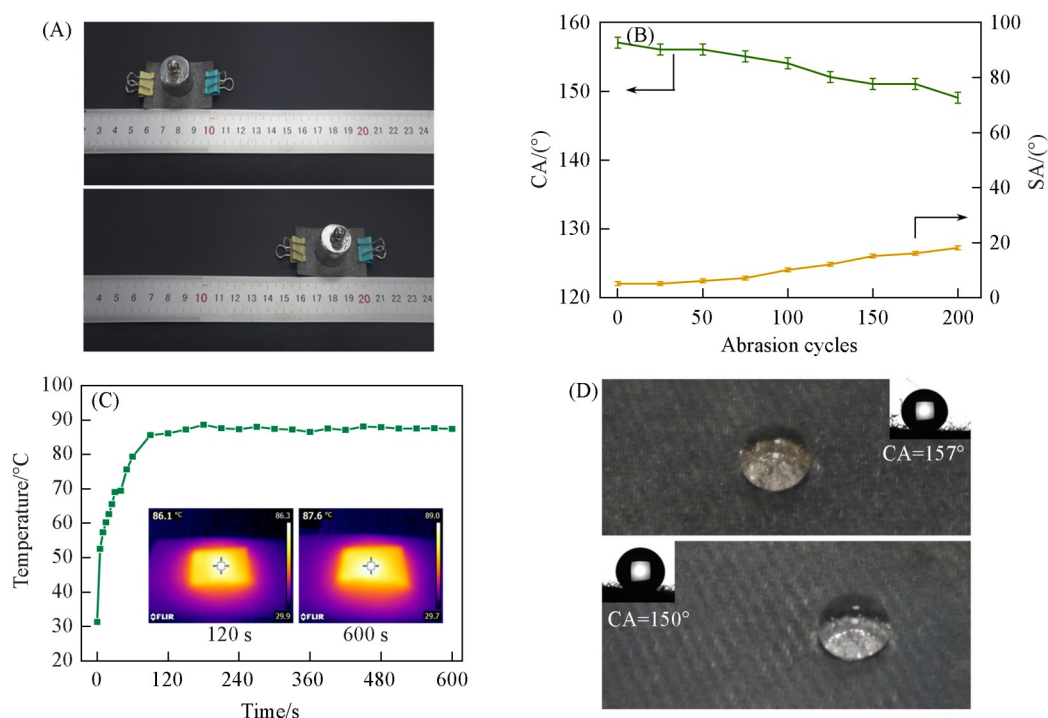 (A)
3 4 5 6 7 8 9 10 11 12 13 14 15 16 17 18 19 20 21 22 23 24
4 5 6 7 8 9 10 11 12 13 14 15 16 17 18 19 20 21 22 23 24
(B)
160
150
160
128
120
CA/(°)
100
80
60
40
20
0
SA/(°)
0 50 100 150 200
Abrasion cycles
(C)
100
90
80
70
60
50
40
30
20
Temperature/°C
86.1 °C 86.3
FLIR 29.9
120 s
87.6 °C 89.0
FLIR 29.7
600 s
0 120 240 360 480 600
Time/s
(D)
CA=157°
CA=150°